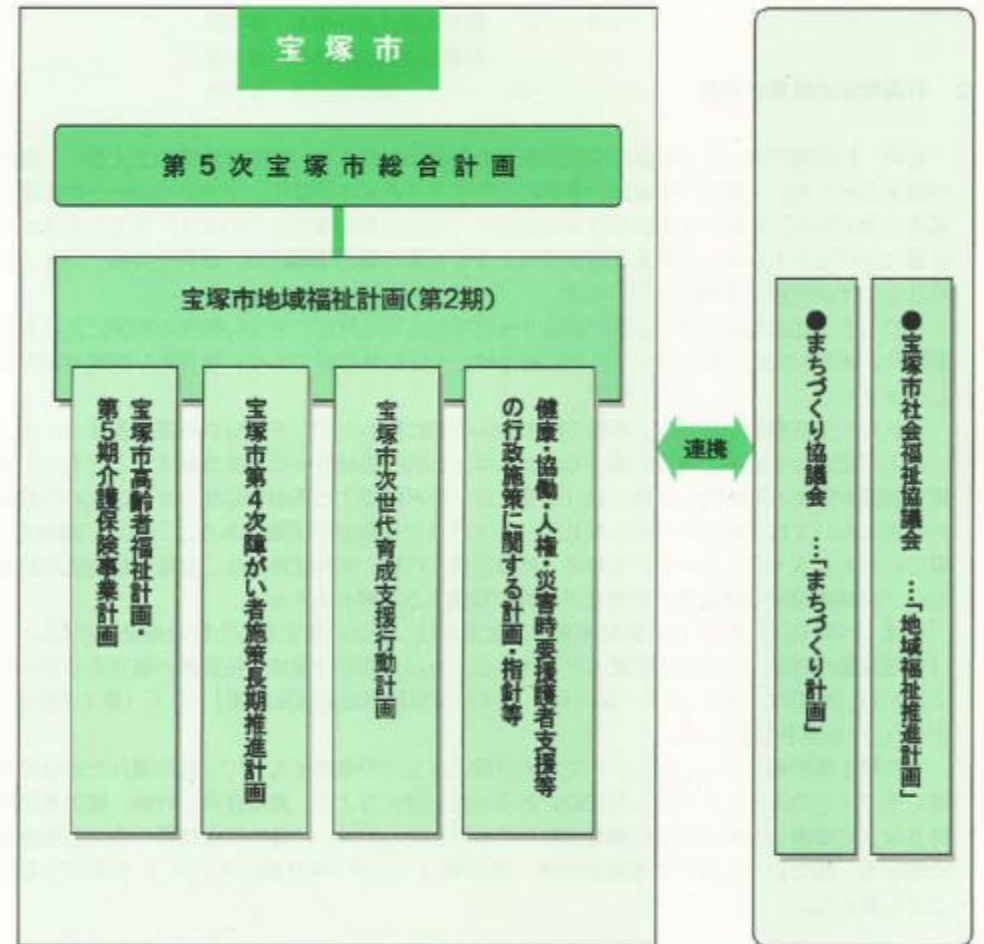 宝塚市
第5次宝塚市総合計画
宝塚市地域福祉計画(第2期)
宝塚市高齢者福祉計画・
第5期介護保険事業計画
宝塚市第4次障がい者施策長期推進計画
宝塚市次世代育成支援行動計画
健康・協働・人権・災害時要援護者支援等
の行政施策に関する計画・指針等
連携
●宝塚市社会福祉協議会 …「地域福祉推進計画」
●まちづくり協議会 …「まちづくり計画」